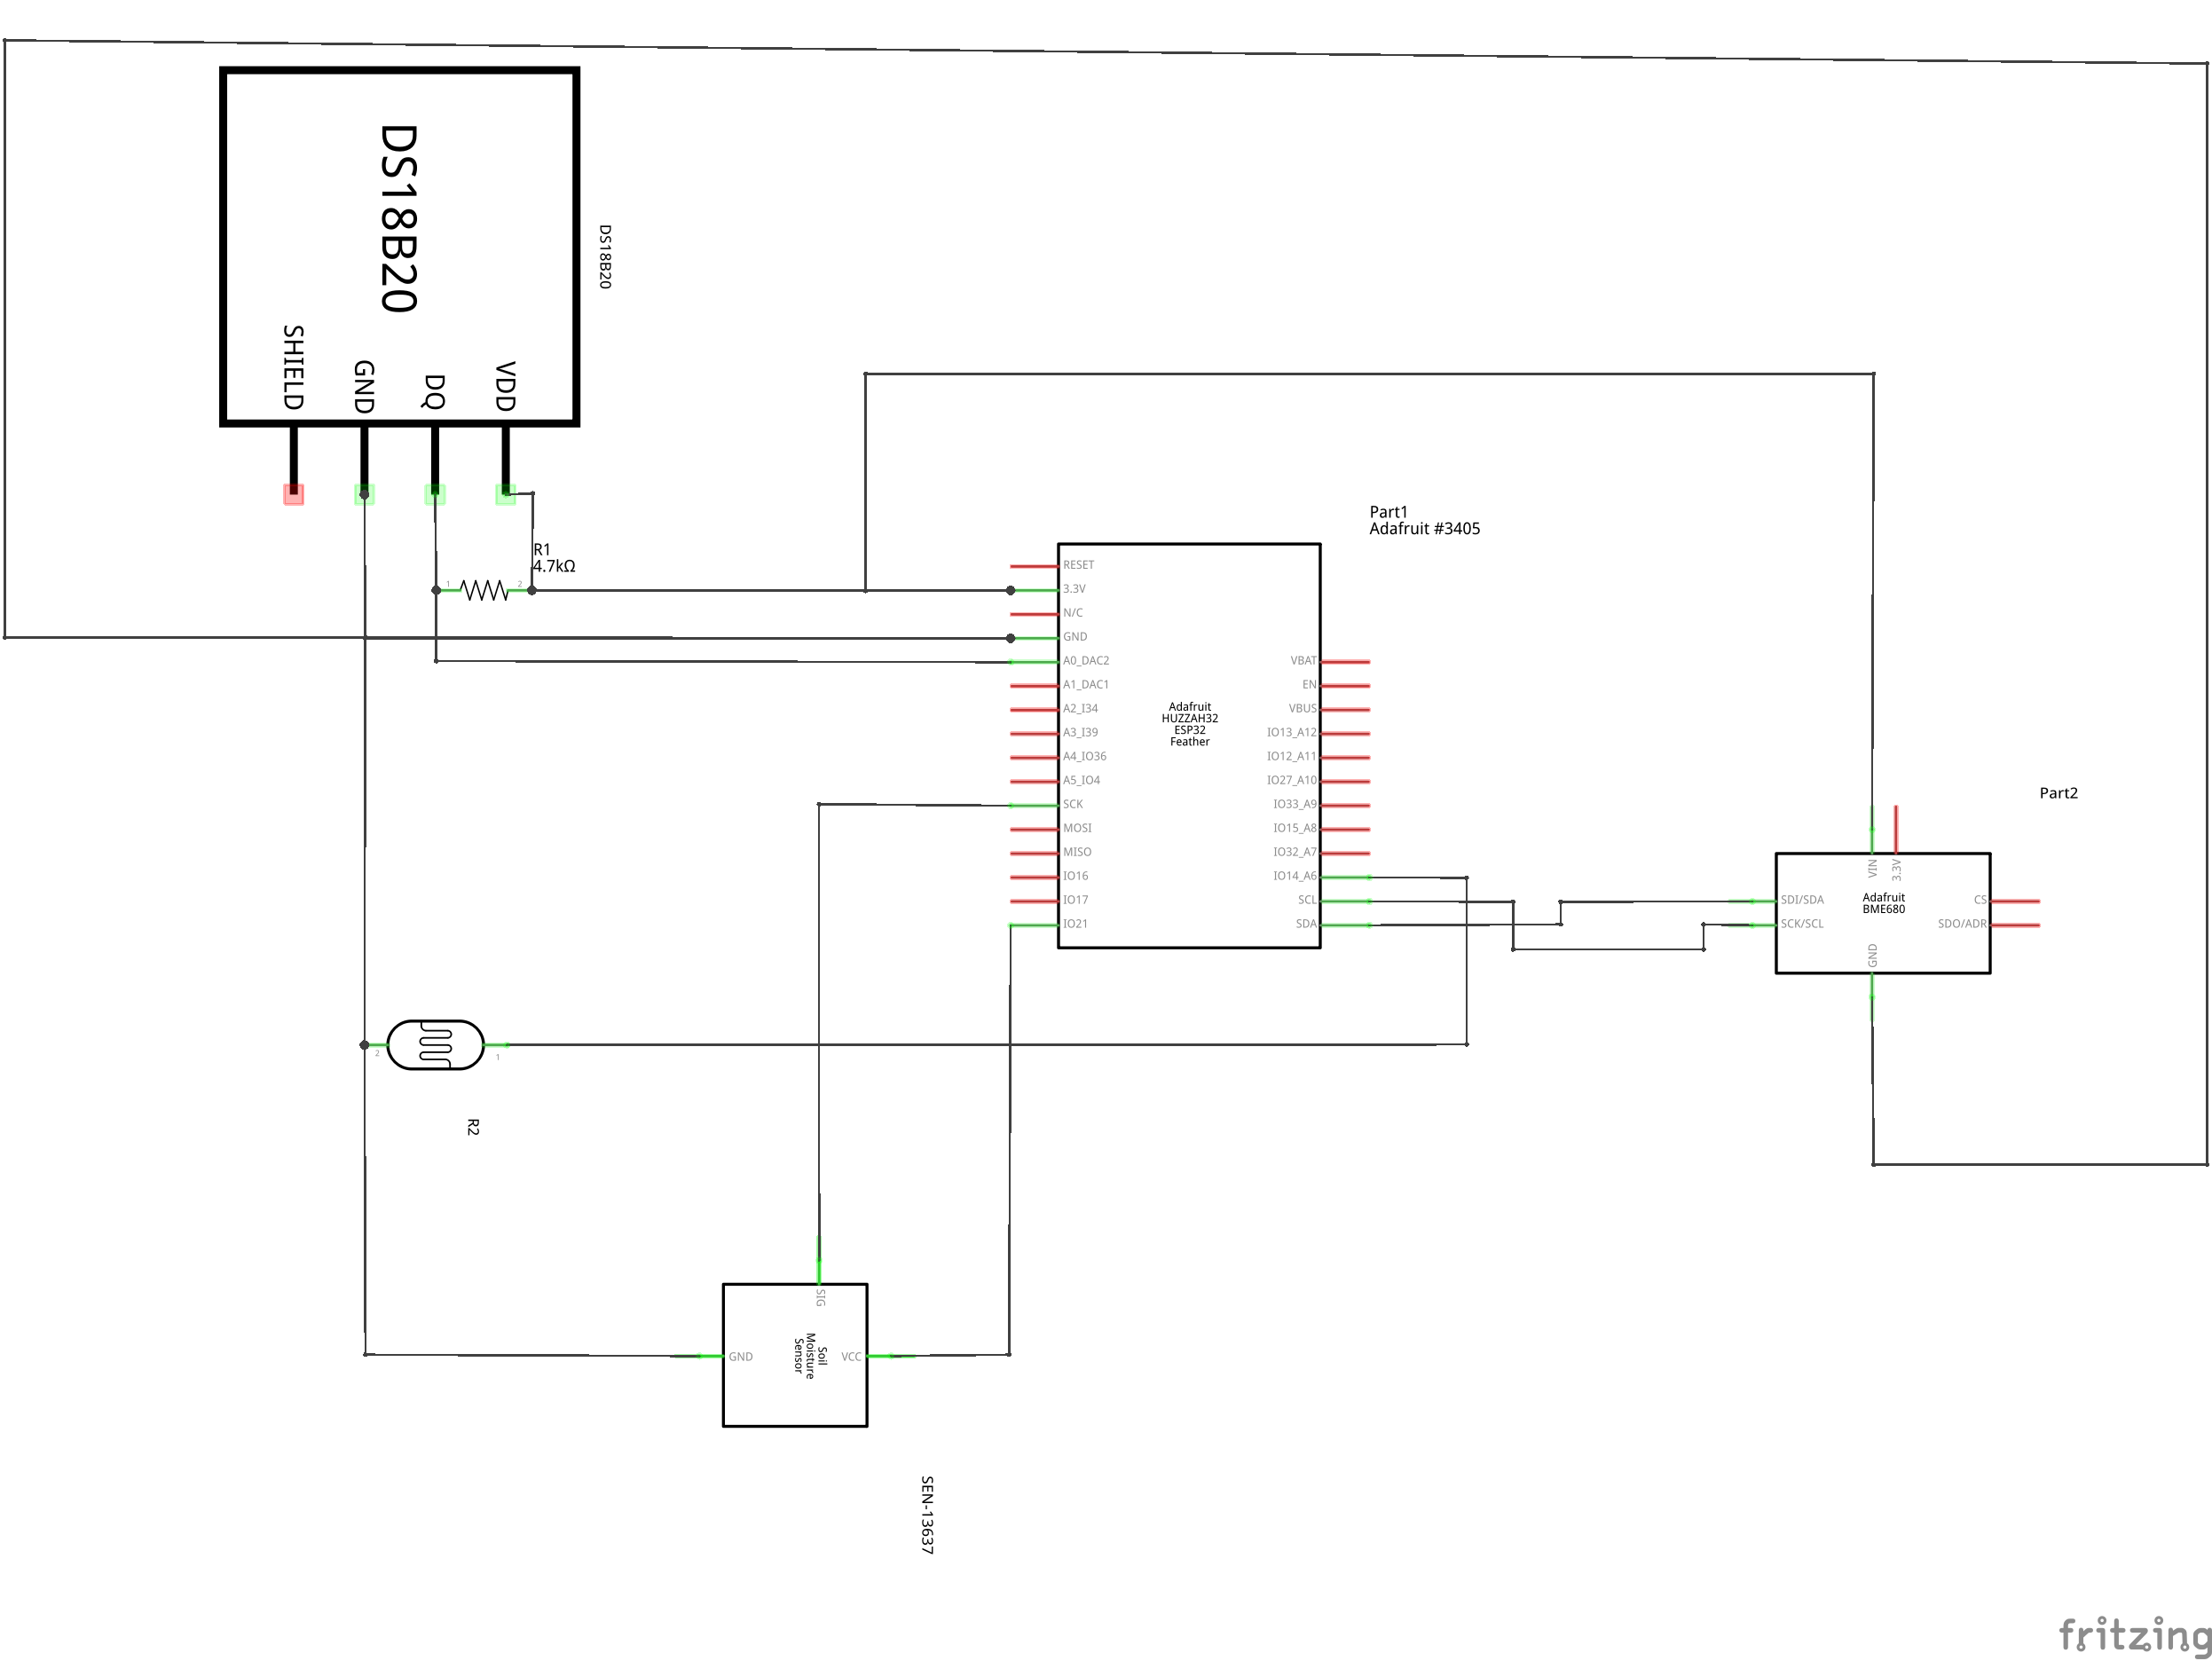 DS18B20
SHIELD
GND
DQ
VDD
DS18B20
R1
4.7kΩ
1
2
Part1
Adafruit #3405
RESET
3.3V
N/C
GND
A0_DAC2
A1_DAC1
A2_I34
A3_I39
A4_IO36
A5_IO4
SCK
MOSI
MISO
IO16
IO17
IO21
Adafruit
HUZZAH32
ESP32
Feather
VBAT
EN
VBUS
IO13_A12
IO12_A11
IO27_A10
IO33_A9
IO15_A8
IO32_A7
IO14_A6
SCL
SDA
Part2
VIN
3.3V
SDI/SDA
SCK/SCL
Adafruit
BME680
CS
SDO/ADR
GND
2
1
R2
SIG
Soil
Moisture
Sensor
GND
VCC
SEN-13637
fritzing